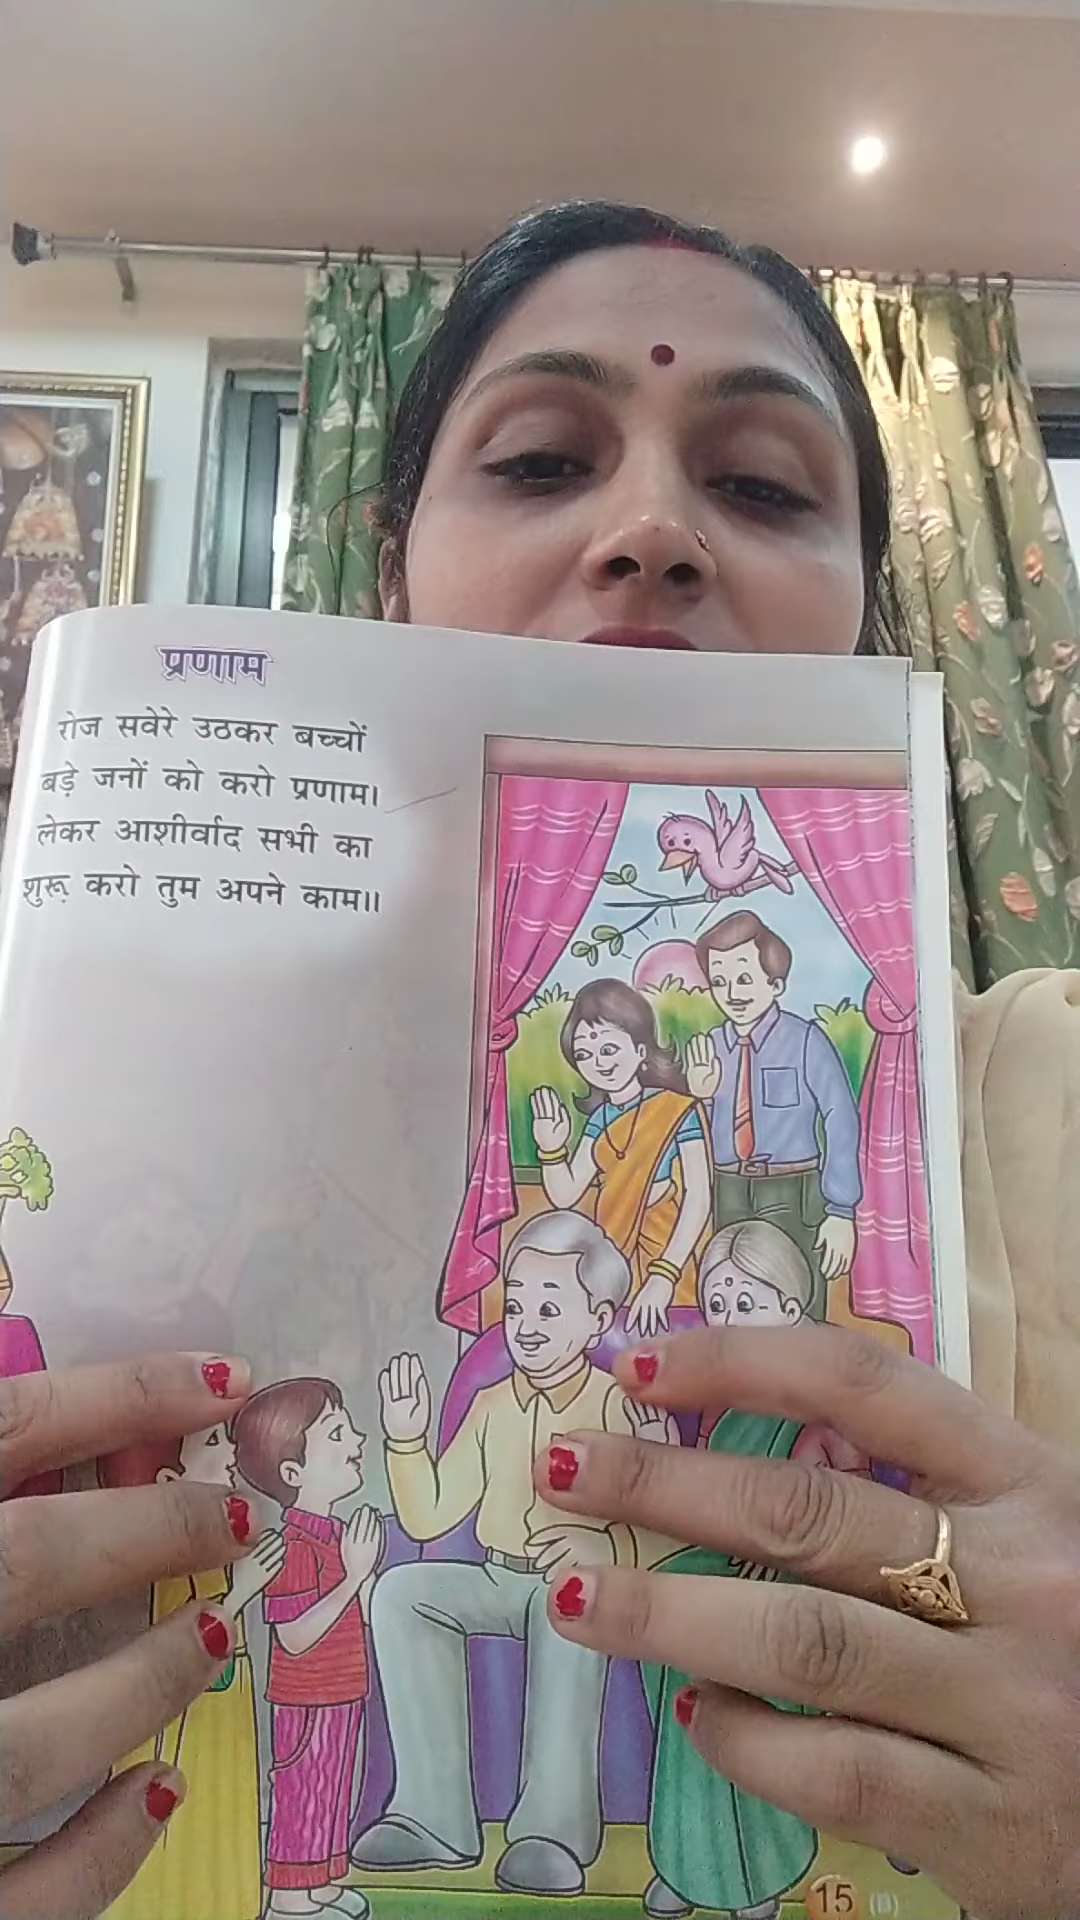 प्रणाम
रोज सवेरे उठकर बच्चों
बड़े जनों को करो प्रणाम।
लेकर आशीर्वाद सभी का
शुरू करो तुम अपने काम॥
15 (B)